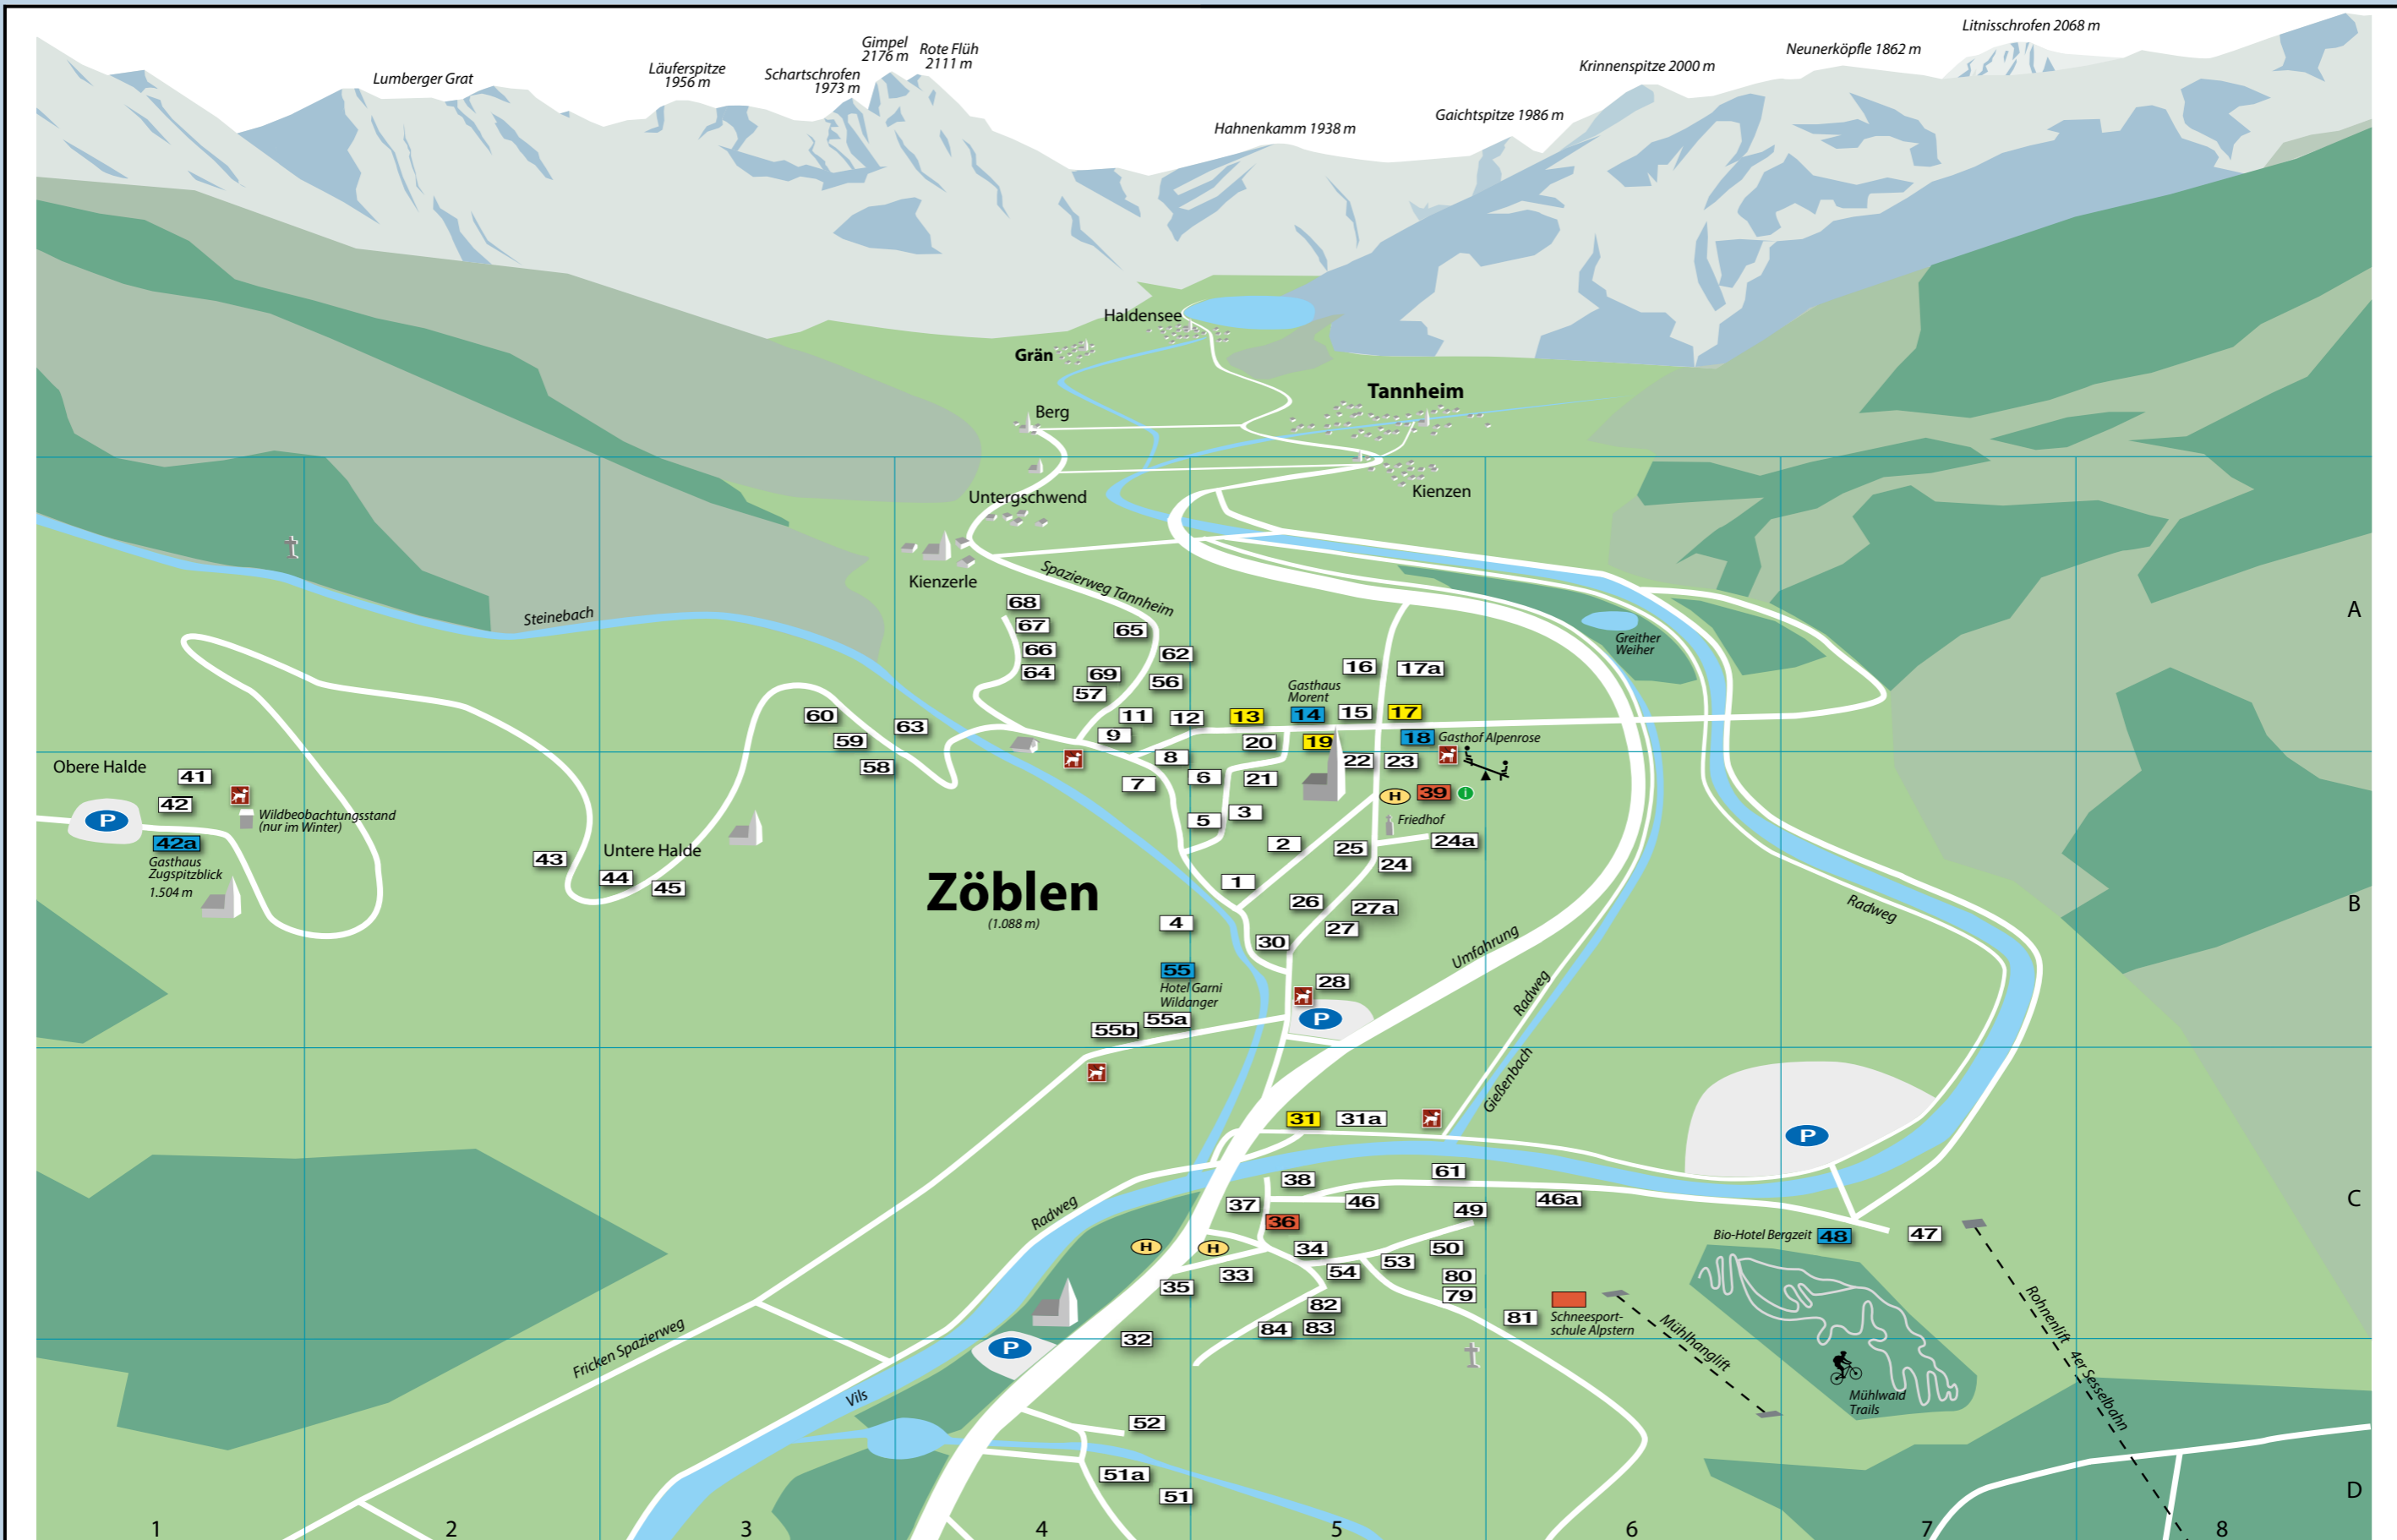 Litnisschrofen 2068 m
Gimpel
2176 m
Rote Flüh
2111 m
Neunerköpfle 1862 m
Läuferspitze
1956 m
Schartschrofen
1973 m
Krinnenspitze 2000 m
Lumberger Grat
Gaichtspitze 1986 m
Hahnenkamm 1938 m
Haldensee
Grän
Tannheim
Berg
Untergschwend
Kienzen
Kienzerle
Spazierweg Tannheim
Steinebach
A
68
67
65
66
64
62
69
56
57
16
17a
Greither
Weiher
Gasthaus
Morent
60
59
63
58
11
12
13
14
15
17
9
20
19
18
Gasthof Alpenrose
8
22
23
7
6
21
Obere Halde
41
42
P
42a
Gasthaus
Zugspitzblick
1.504 m
Wildbeobachtungsstand
(nur im Winter)
H
39
i
5
3
Friedhof
2
25
24a
24
43
Untere Halde
44
45
Zöblen
(1.088 m)
1
26
27a
27
4
30
B
Radweg
Umfahrung
55
Hotel Garni
Wildanger
28
P
55a
55b
Radweg
Gießenbach
31
31a
P
61
38
37
46
46a
49
C
Radweg
36
H
H
34
50
53
33
54
35
80
79
Bio-Hotel Bergzeit
48
47
82
84
83
81
Schneesport-
schule Alpstern
32
P
Mühlhanglift
Rohnenlift
4er Sesselbahn
Mühlwald
Trails
Fricken Spazierweg
Vils
52
51a
51
D
1
2
3
4
5
6
7
8